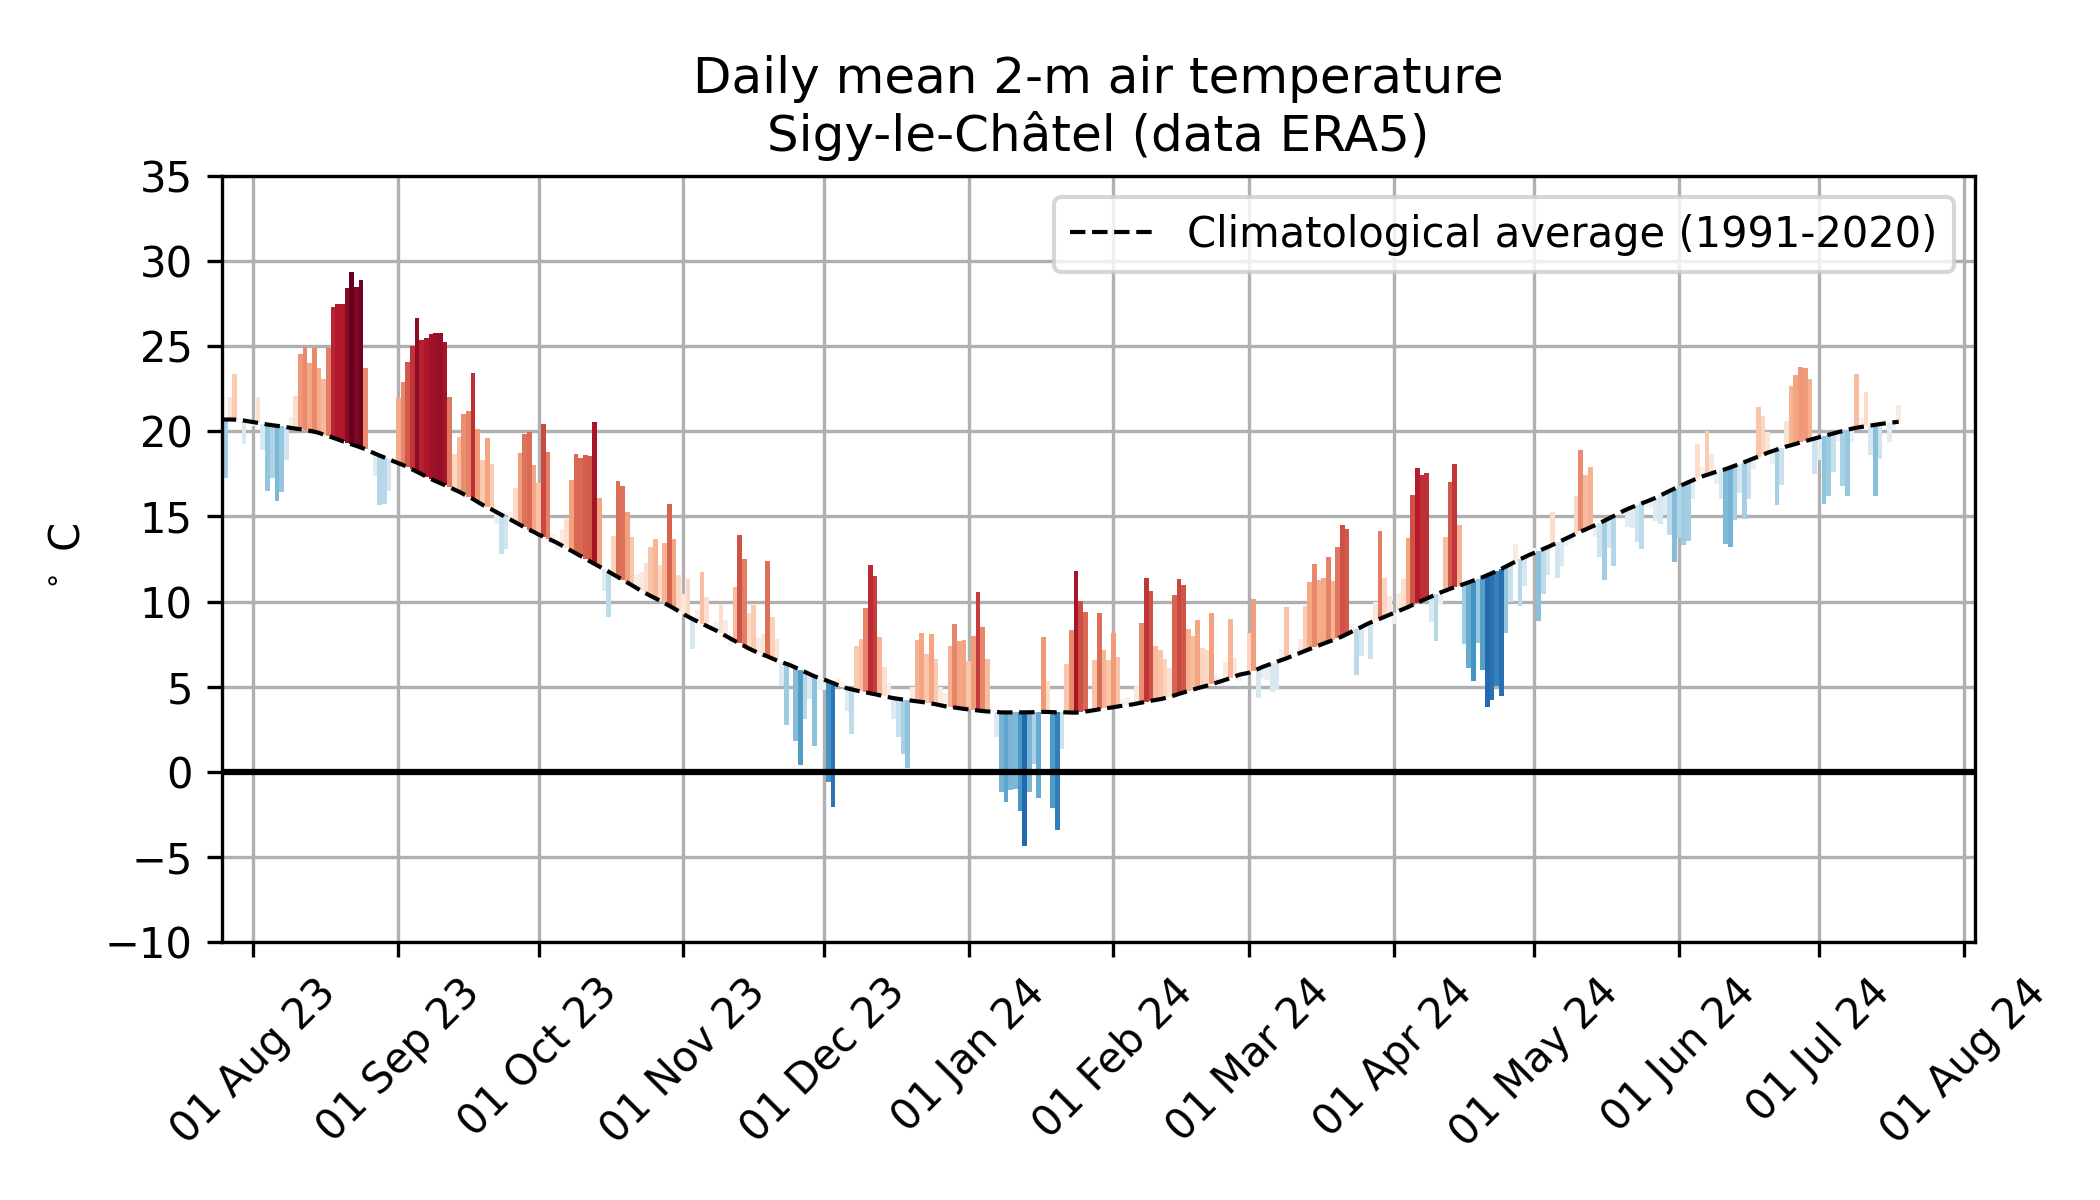 Daily mean 2-m air temperature
Sigy-le-Châtel (data ERA5)
Climatological average (1991-2020)
35
30
25
20
15
10
5
0
−5
−10
° C
01 Aug 23
01 Sep 23
01 Oct 23
01 Nov 23
01 Dec 23
01 Jan 24
01 Feb 24
01 Mar 24
01 Apr 24
01 May 24
01 Jun 24
01 Jul 24
01 Aug 24